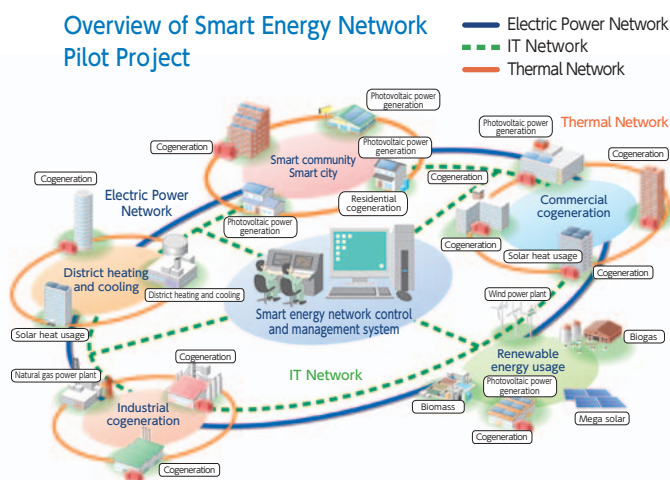 Overview of Smart Energy Network
Pilot Project
Electric Power Network
IT Network
Thermal Network
Photovoltaic power
generation
Cogeneration
Photovoltaic power
generation
Smart community
Smart city
Residential
cogeneration
Photovoltaic power
generation
Electric Power
Network
Thermal Network
Photovoltaic power
generation
Cogeneration
Cogeneration
Commercial
cogeneration
Cogeneration
Solar heat usage
Cogeneration
Cogeneration
District heating
and cooling
District heating and cooling
Solar heat usage
Smart energy network control
and management system
Wind power plant
Biogas
Renewable
energy usage
Photovoltaic power
generation
Biomass
Mega solar
Cogeneration
IT Network
Natural gas power plant
Cogeneration
Industrial
cogeneration
Cogeneration